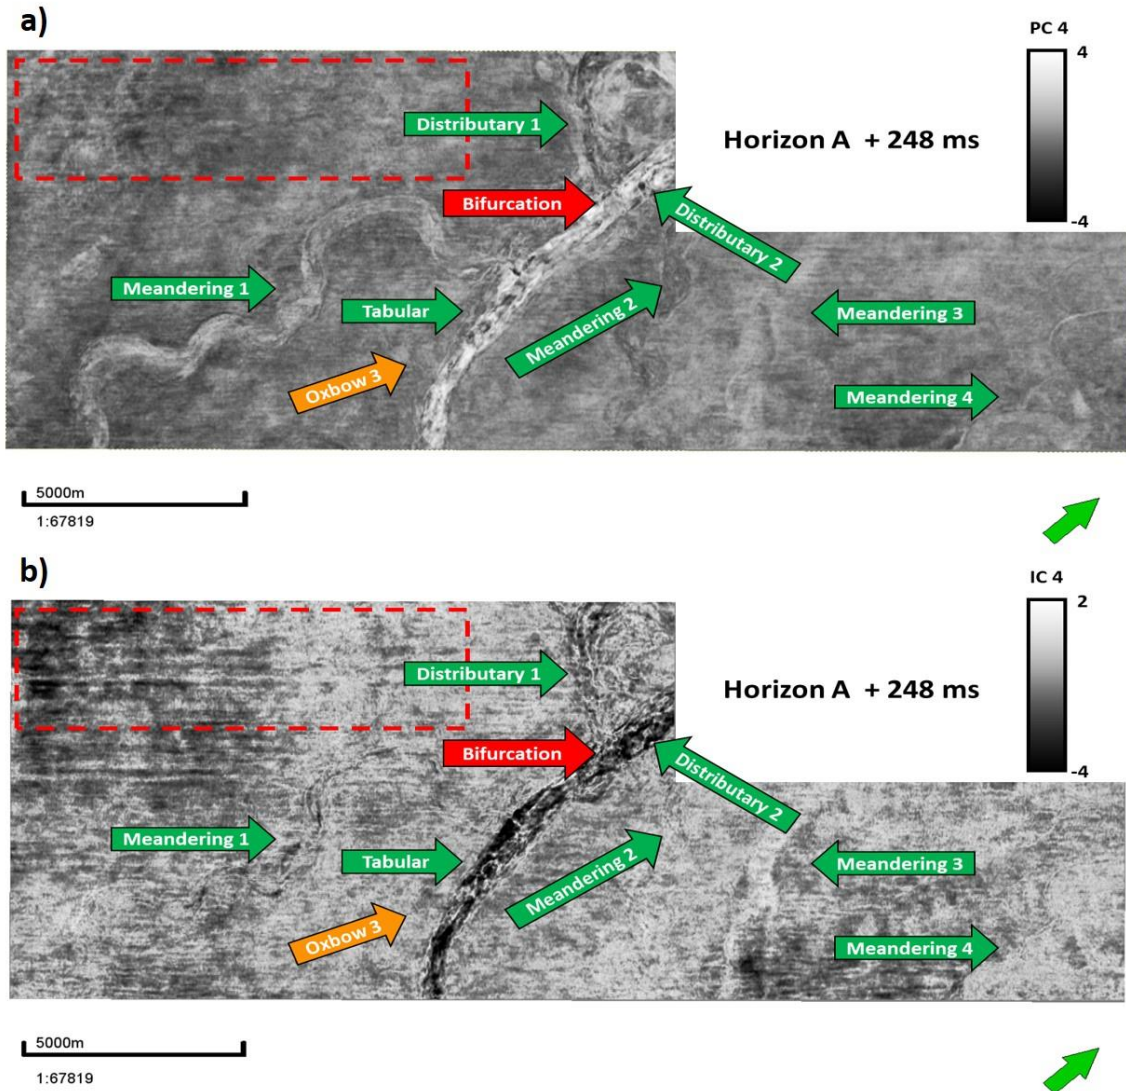 a)
PC 4
4
-4
Horizon A + 248 ms
Distributary 1
Bifurcation
Distributary 2
Meandering 1
Tabular
Meandering 2
Meandering 3
Oxbow 3
Meandering 4
5000m
1:67819
b)
IC 4
2
-4
Horizon A + 248 ms
Distributary 1
Bifurcation
Distributary 2
Meandering 1
Tabular
Meandering 2
Meandering 3
Oxbow 3
Meandering 4
5000m
1:67819